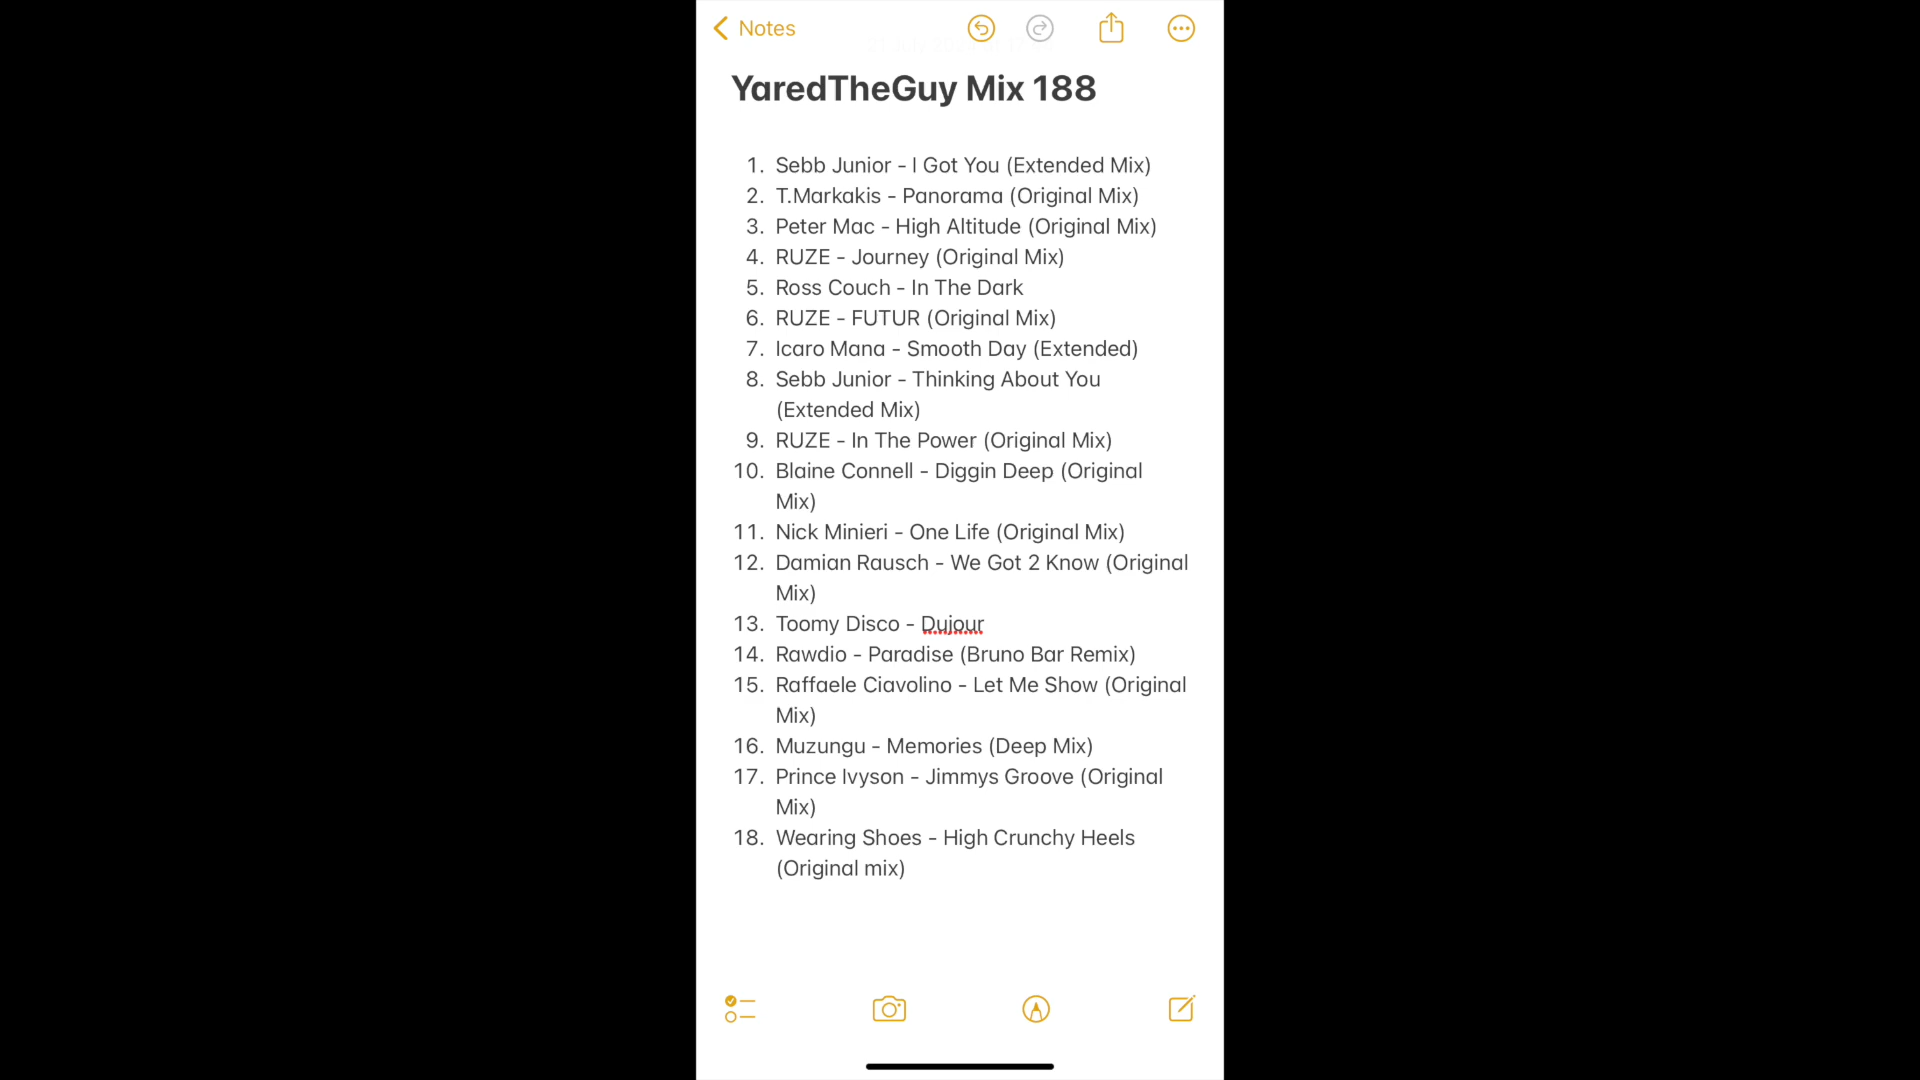 Notes
YaredTheGuy Mix 188
1. Sebb Junior - I Got You (Extended Mix)
2. T.Markakis - Panorama (Original Mix)
3. Peter Mac - High Altitude (Original Mix)
4. RUZE - Journey (Original Mix)
5. Ross Couch - In The Dark
6. RUZE - FUTUR (Original Mix)
7. Icaro Mana - Smooth Day (Extended)
8. Sebb Junior - Thinking About You
(Extended Mix)
9. RUZE - In The Power (Original Mix)
10. Blaine Connell - Diggin Deep (Original
Mix)
11. Nick Minieri - One Life (Original Mix)
12. Damian Rausch - We Got 2 Know (Original
Mix)
13. Toomy Disco - Dujour
14. Rawdio - Paradise (Bruno Bar Remix)
15. Raffaele Ciavolino - Let Me Show (Original
Mix)
16. Muzungu - Memories (Deep Mix)
17. Prince Ivyson - Jimmys Groove (Original
Mix)
18. Wearing Shoes - High Crunchy Heels
(Original mix)